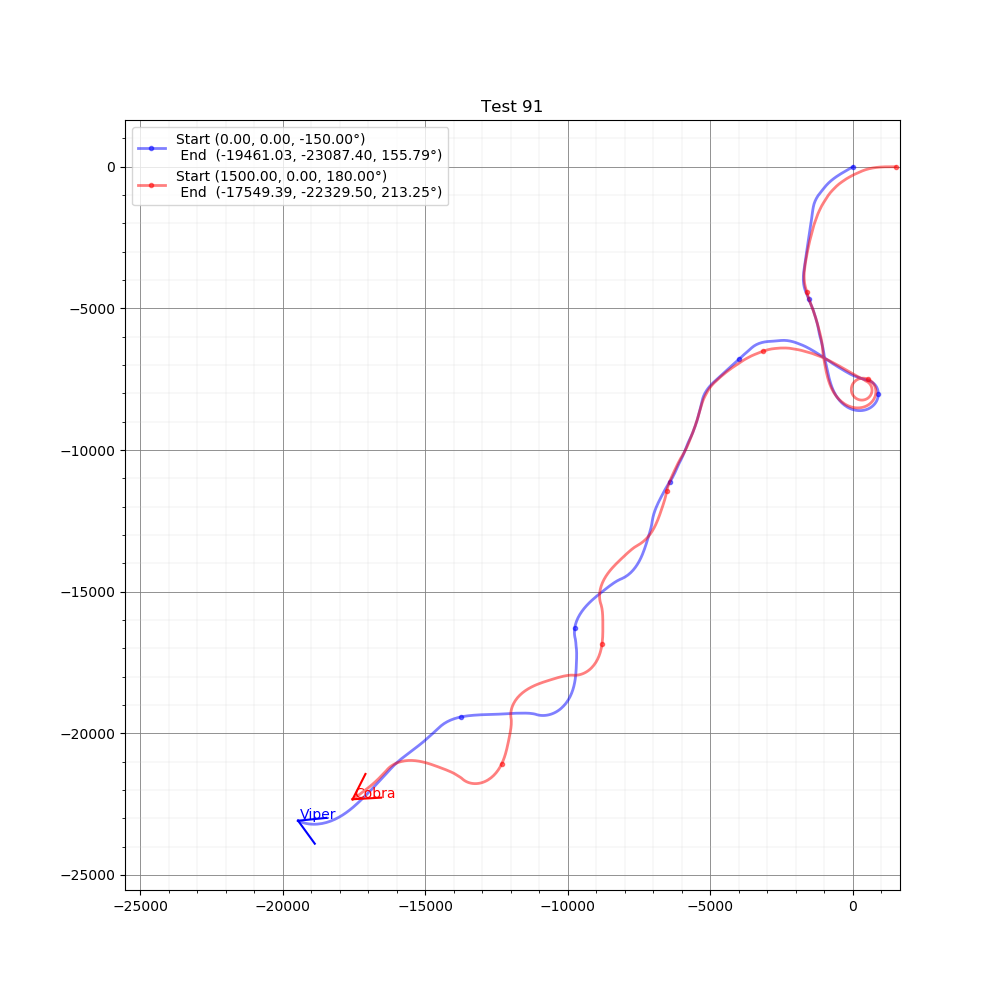 Test 91
Start (0.00, 0.00, -150.00°)
End  (-19461.03, -23087.40, 155.79°)
Start (1500.00, 0.00, 180.00°)
End  (-17549.39, -22329.50, 213.25°)
0
−5000
−10000
−15000
−20000
−25000
Cobra
Viper
−25000
−20000
−15000
−10000
−5000
0